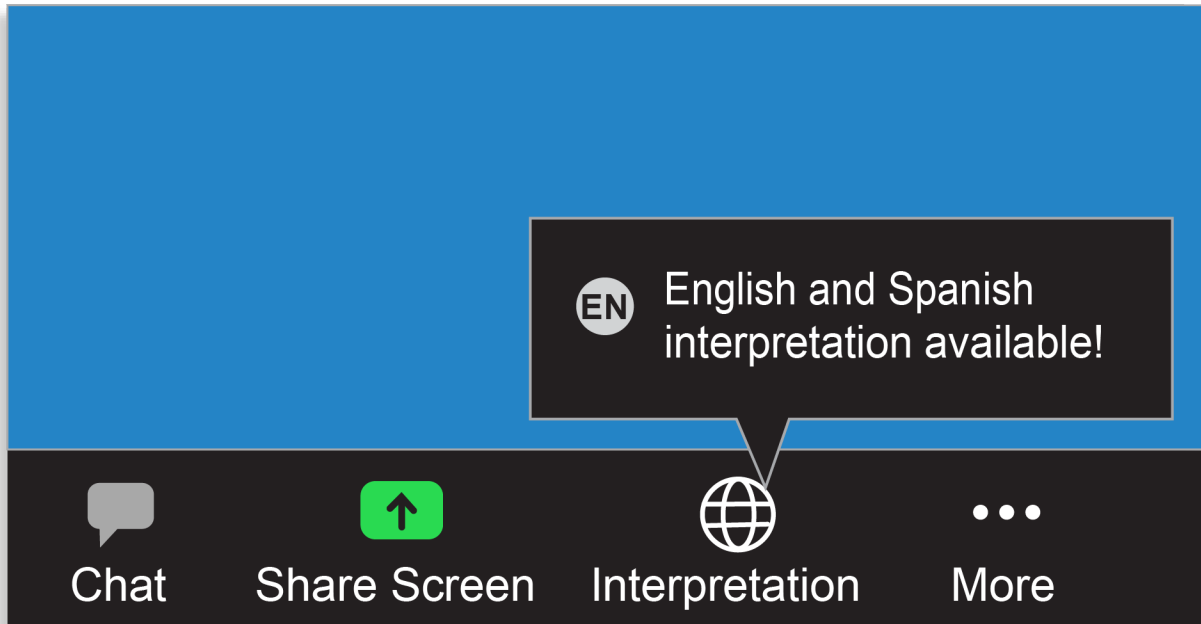 EN
English and Spanish
interpretation available!
Chat
Share Screen
Interpretation
More